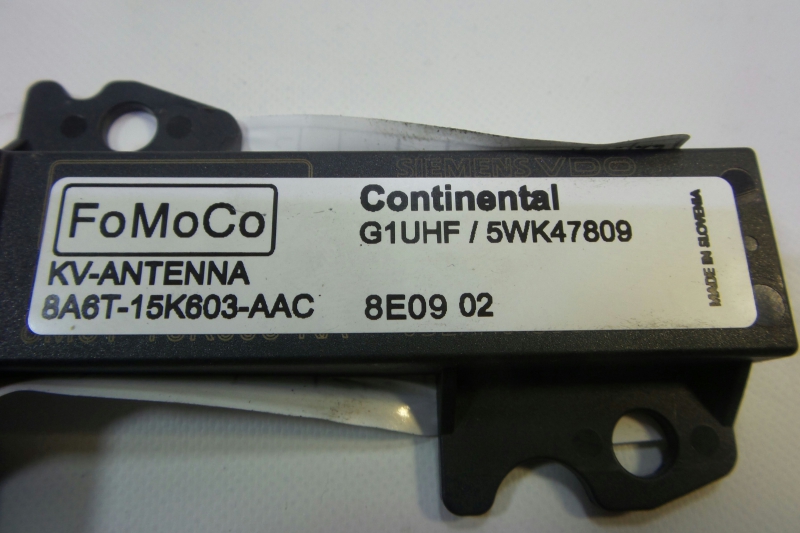 SIEMENS VDO
FoMoCo
Continental
G1UHF / 5WK47809
KV-ANTENNA
8A6T-15K603-AAC 8E09 02
MADE IN SLOVENIA